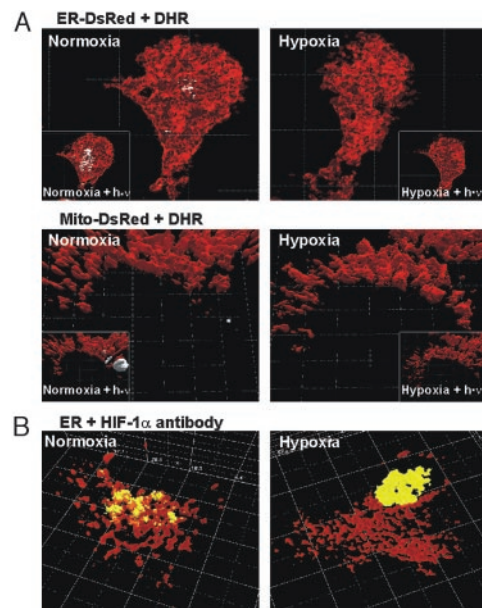 A
ER-DsRed + DHR
Normoxia
Hypoxia
Normoxia + h·ν
Hypoxia + h·ν
Mito-DsRed + DHR
Normoxia
Hypoxia
Normoxia + h·ν
Hypoxia + h·ν
B
ER + HIF-1α antibody
Normoxia
Hypoxia